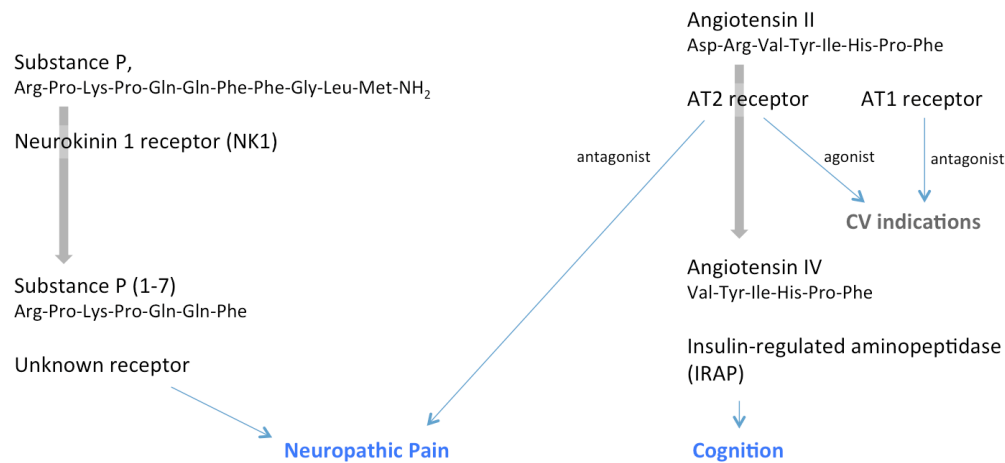 Substance P,
Arg-Pro-Lys-Pro-Gln-Gln-Phe-Phe-Gly-Leu-Met-NH₂
Neurokinin 1 receptor (NK1)
Substance P (1-7)
Arg-Pro-Lys-Pro-Gln-Gln-Phe
Unknown receptor
Neuropathic Pain
antagonist
Angiotensin II
Asp-Arg-Val-Tyr-Ile-His-Pro-Phe
AT2 receptor
AT1 receptor
agonist
antagonist
CV indications
Angiotensin IV
Val-Tyr-Ile-His-Pro-Phe
Insulin-regulated aminopeptidase
(IRAP)
Cognition